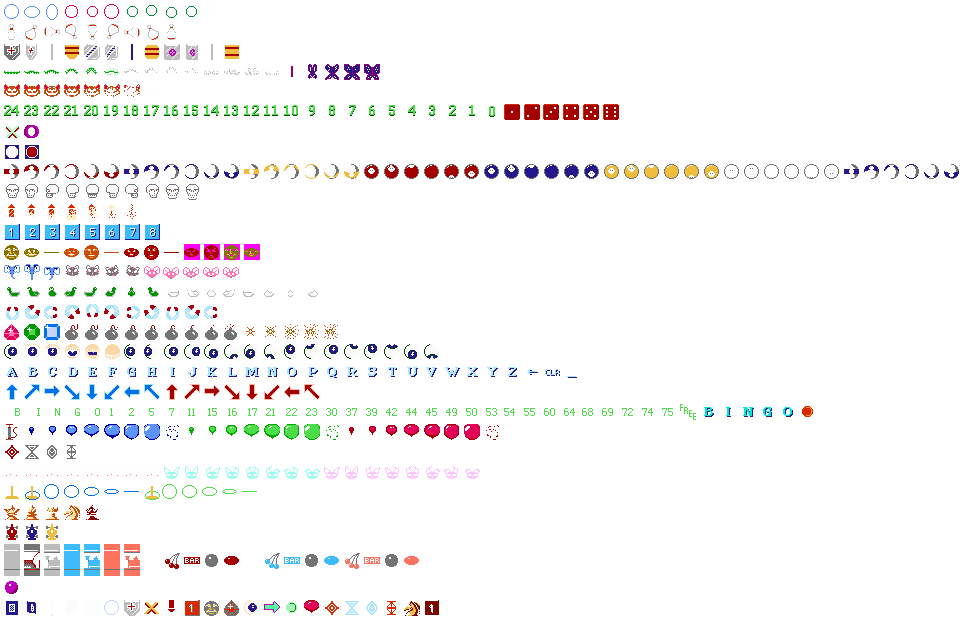 24 23 22 21 20 19 18 17 16 15 14 13 12 11 10 9 8 7 6 5 4 3 2 1 0
1 2 3 4 5 6 7 8
A B C D E F G H I J K L M N O P Q R S T U V W X Y Z ← CLR _
B I N G O 1 2 5 7 11 15 16 17 21 22 23 30 37 39 42 44 45 49 50 53 54 55 60 64 68 69 72 74 75 FREE B I N G O
BAR BAR BAR
1 1